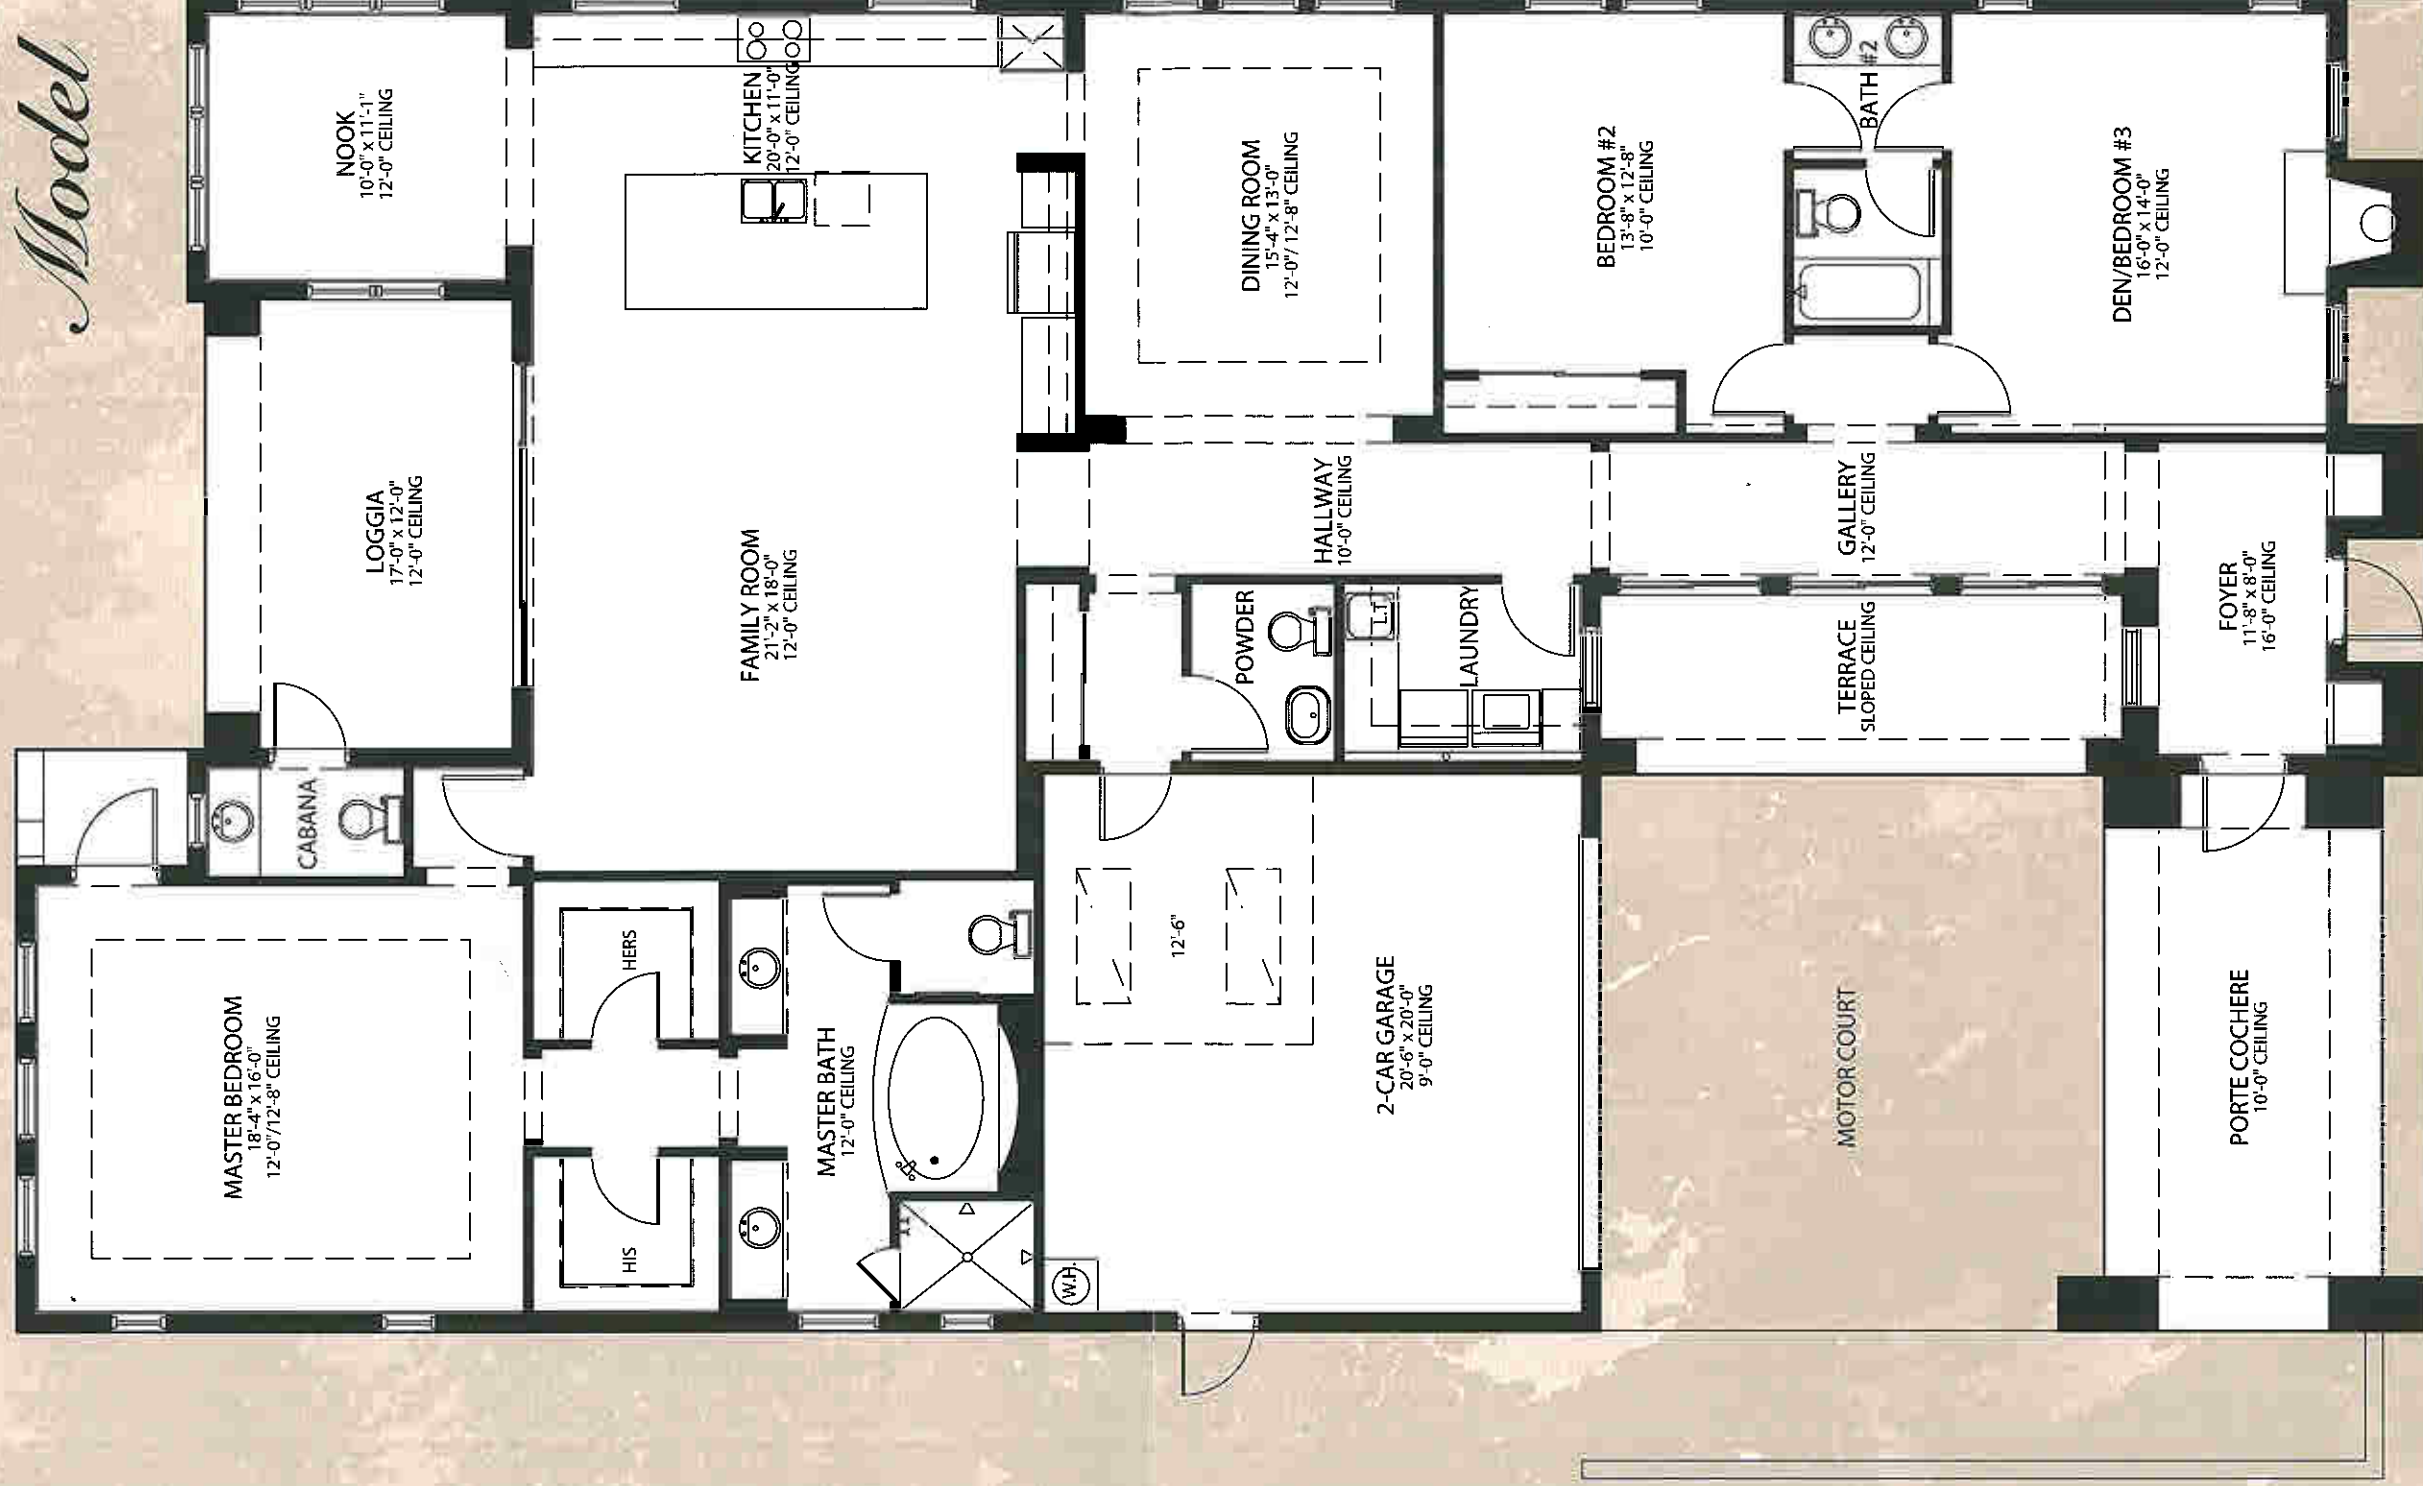 Model
NOOK
10'-0" x 11'-1"
12'-0" CEILING
KITCHEN
20'-0" x 11'-0"
12'-0" CEILING
DINING ROOM
15'-4" x 13'-0"
12'-0"/ 12'-8" CEILING
BEDROOM #2
13'-8" x 12'-8"
10'-0" CEILING
BATH #2
DEN/BEDROOM #3
16'-0" x 14'-0"
12'-0" CEILING
LOGGIA
17'-0" x 12'-0"
12'-0" CEILING
FAMILY ROOM
21'-2" x 18'-0"
12'-0" CEILING
HALLWAY
10'-0" CEILING
GALLERY
12'-0" CEILING
FOYER
11'-8" x 8'-0"
16'-0" CEILING
POWDER
L.T.
LAUNDRY
TERRACE
SLOPED CEILING
CABANA
MASTER BEDROOM
18'-4" x 16'-0"
12'-0"/12'-8" CEILING
HERS
HIS
MASTER BATH
12'-0" CEILING
12'-6"
2-CAR GARAGE
20'-6" x 20'-0"
9'-0" CEILING
W.H.
MOTOR COURT
PORTE COCHERE
10'-0" CEILING